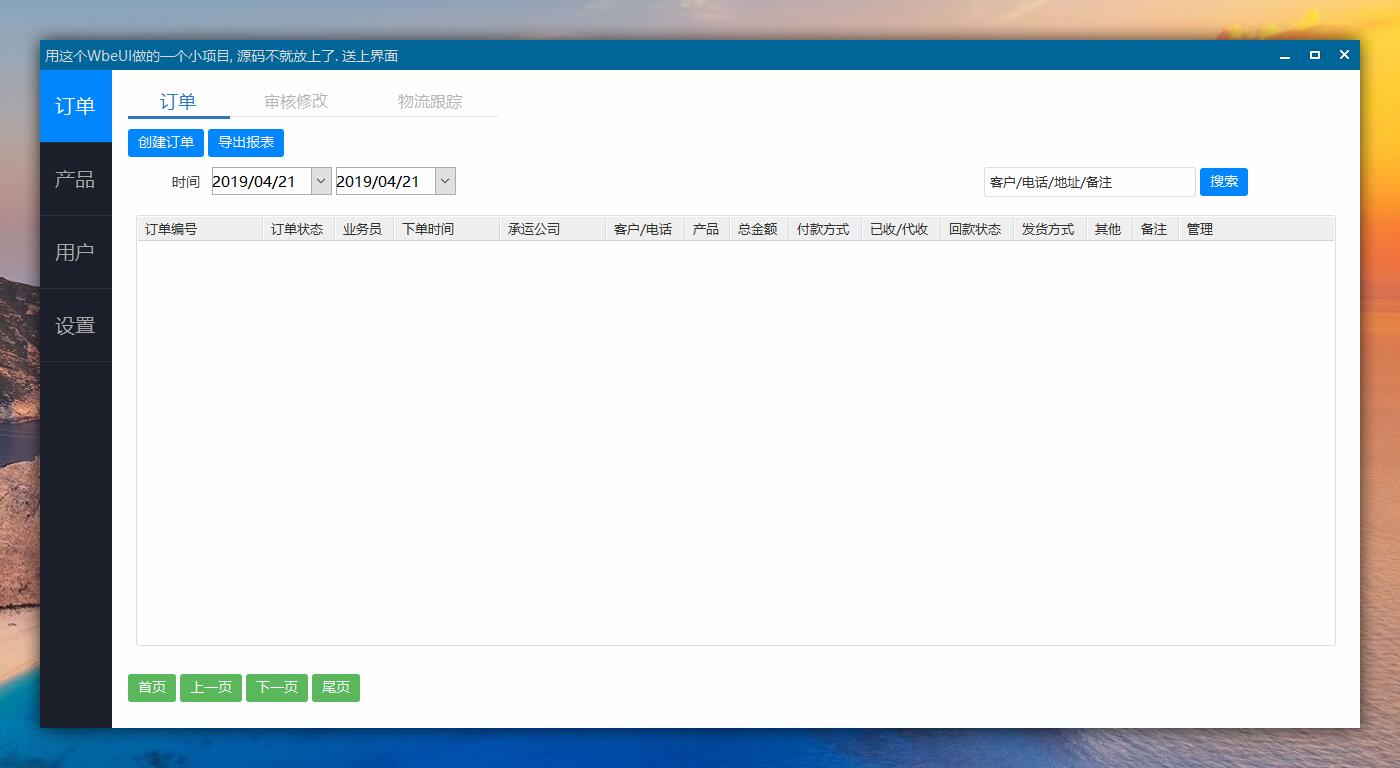 用这个WbeUI做的一个小项目, 源码不就放上了. 送上界面
订单
产品
用户
设置
订单 审核修改 物流跟踪
创建订单 导出报表
时间 2019/04/21 2019/04/21 客户/电话/地址/备注 搜索
订单编号 订单状态 业务员 下单时间 承运公司 客户/电话 产品 总金额 付款方式 已收/代收 回款状态 发货方式 其他 备注 管理
首页 上一页 下一页 尾页